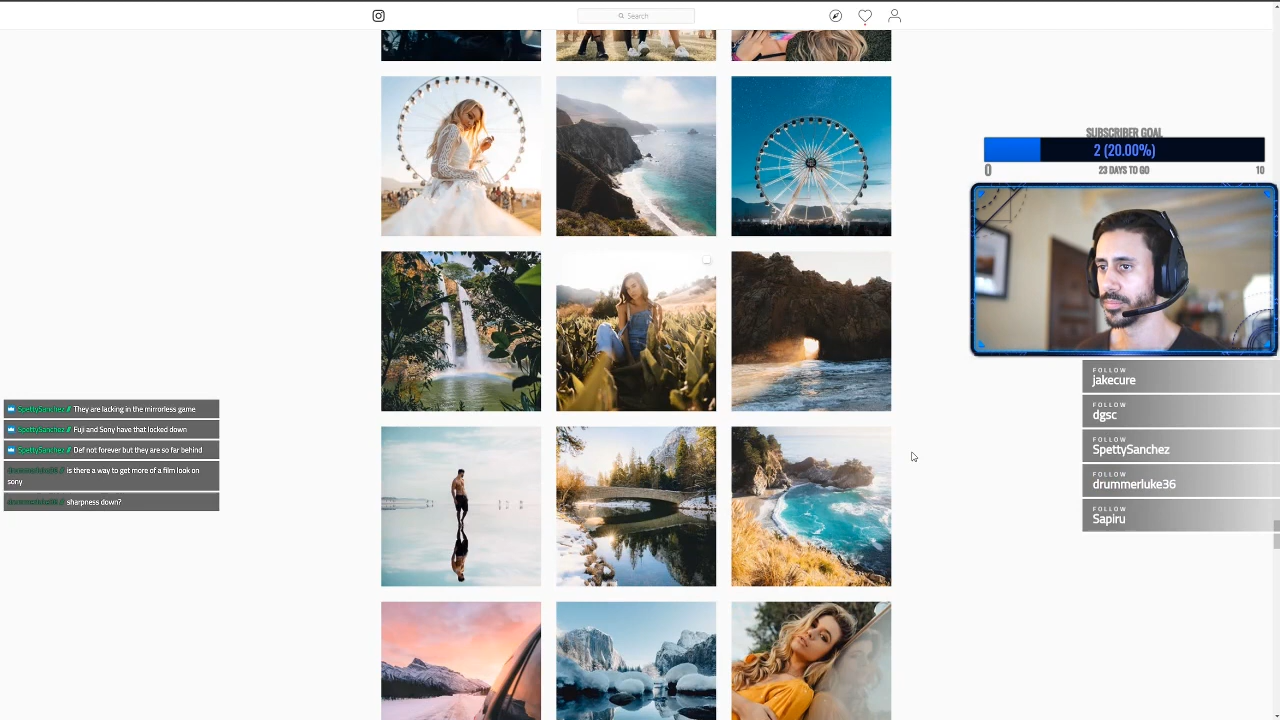 Search
SUBSCRIBER GOAL
2 (20.00%)
0
23 DAYS TO GO
10
SpettySanchez // They are lacking in the mirrorless game
SpettySanchez // Fuji and Sony have that locked down
SpettySanchez // Def not forever but they are so far behind
drummerluke36 // is there a way to get more of a film look on
sony
drummerluke36 // sharpness down?
FOLLOW
jakecure
FOLLOW
dgsc
FOLLOW
SpettySanchez
FOLLOW
drummerluke36
FOLLOW
Sapiru